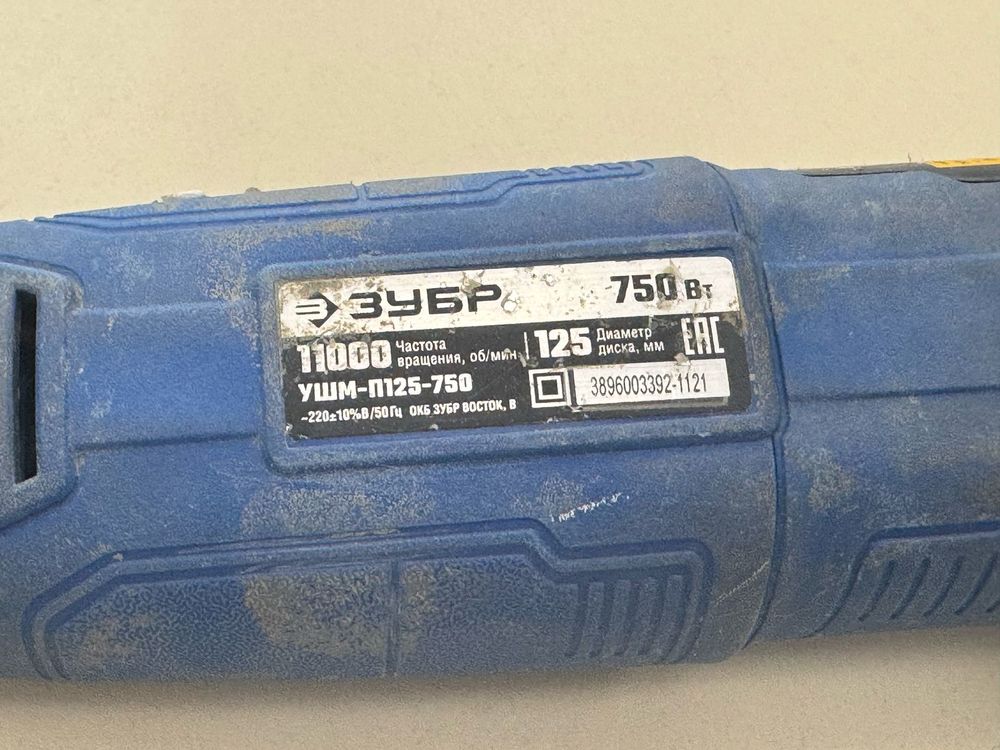 ЗУБР 750 Вт
11000 Частота вращения, об/мин 125 Диаметр диска, мм EAC
УШМ-П125-750 3896003392-1121
~220±10%В/50Гц ОКБ ЗУБР ВОСТОК, В